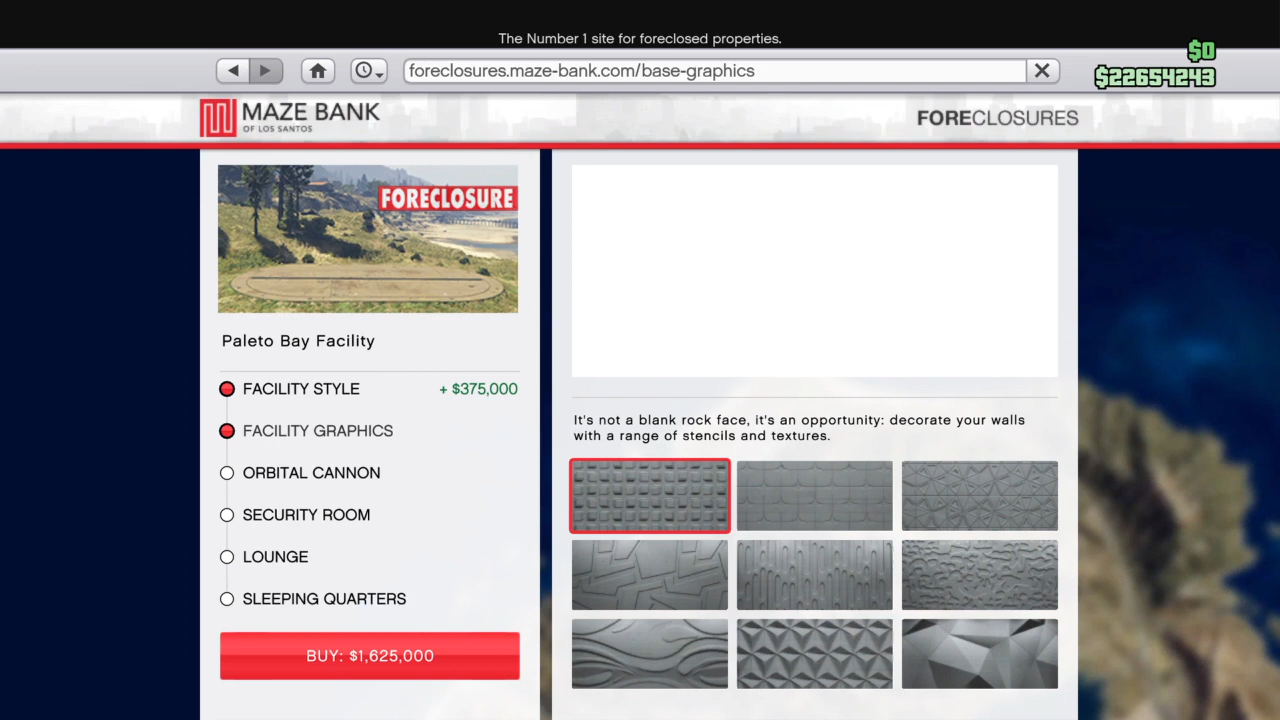 The Number 1 site for foreclosed properties.
$0
foreclosures.maze-bank.com/base-graphics
$22654243
MAZE BANK
OF LOS SANTOS
FORECLOSURES
FORECLOSURE
Paleto Bay Facility
FACILITY STYLE + $375,000
FACILITY GRAPHICS
ORBITAL CANNON
SECURITY ROOM
LOUNGE
SLEEPING QUARTERS
BUY: $1,625,000
It's not a blank rock face, it's an opportunity: decorate your walls
with a range of stencils and textures.